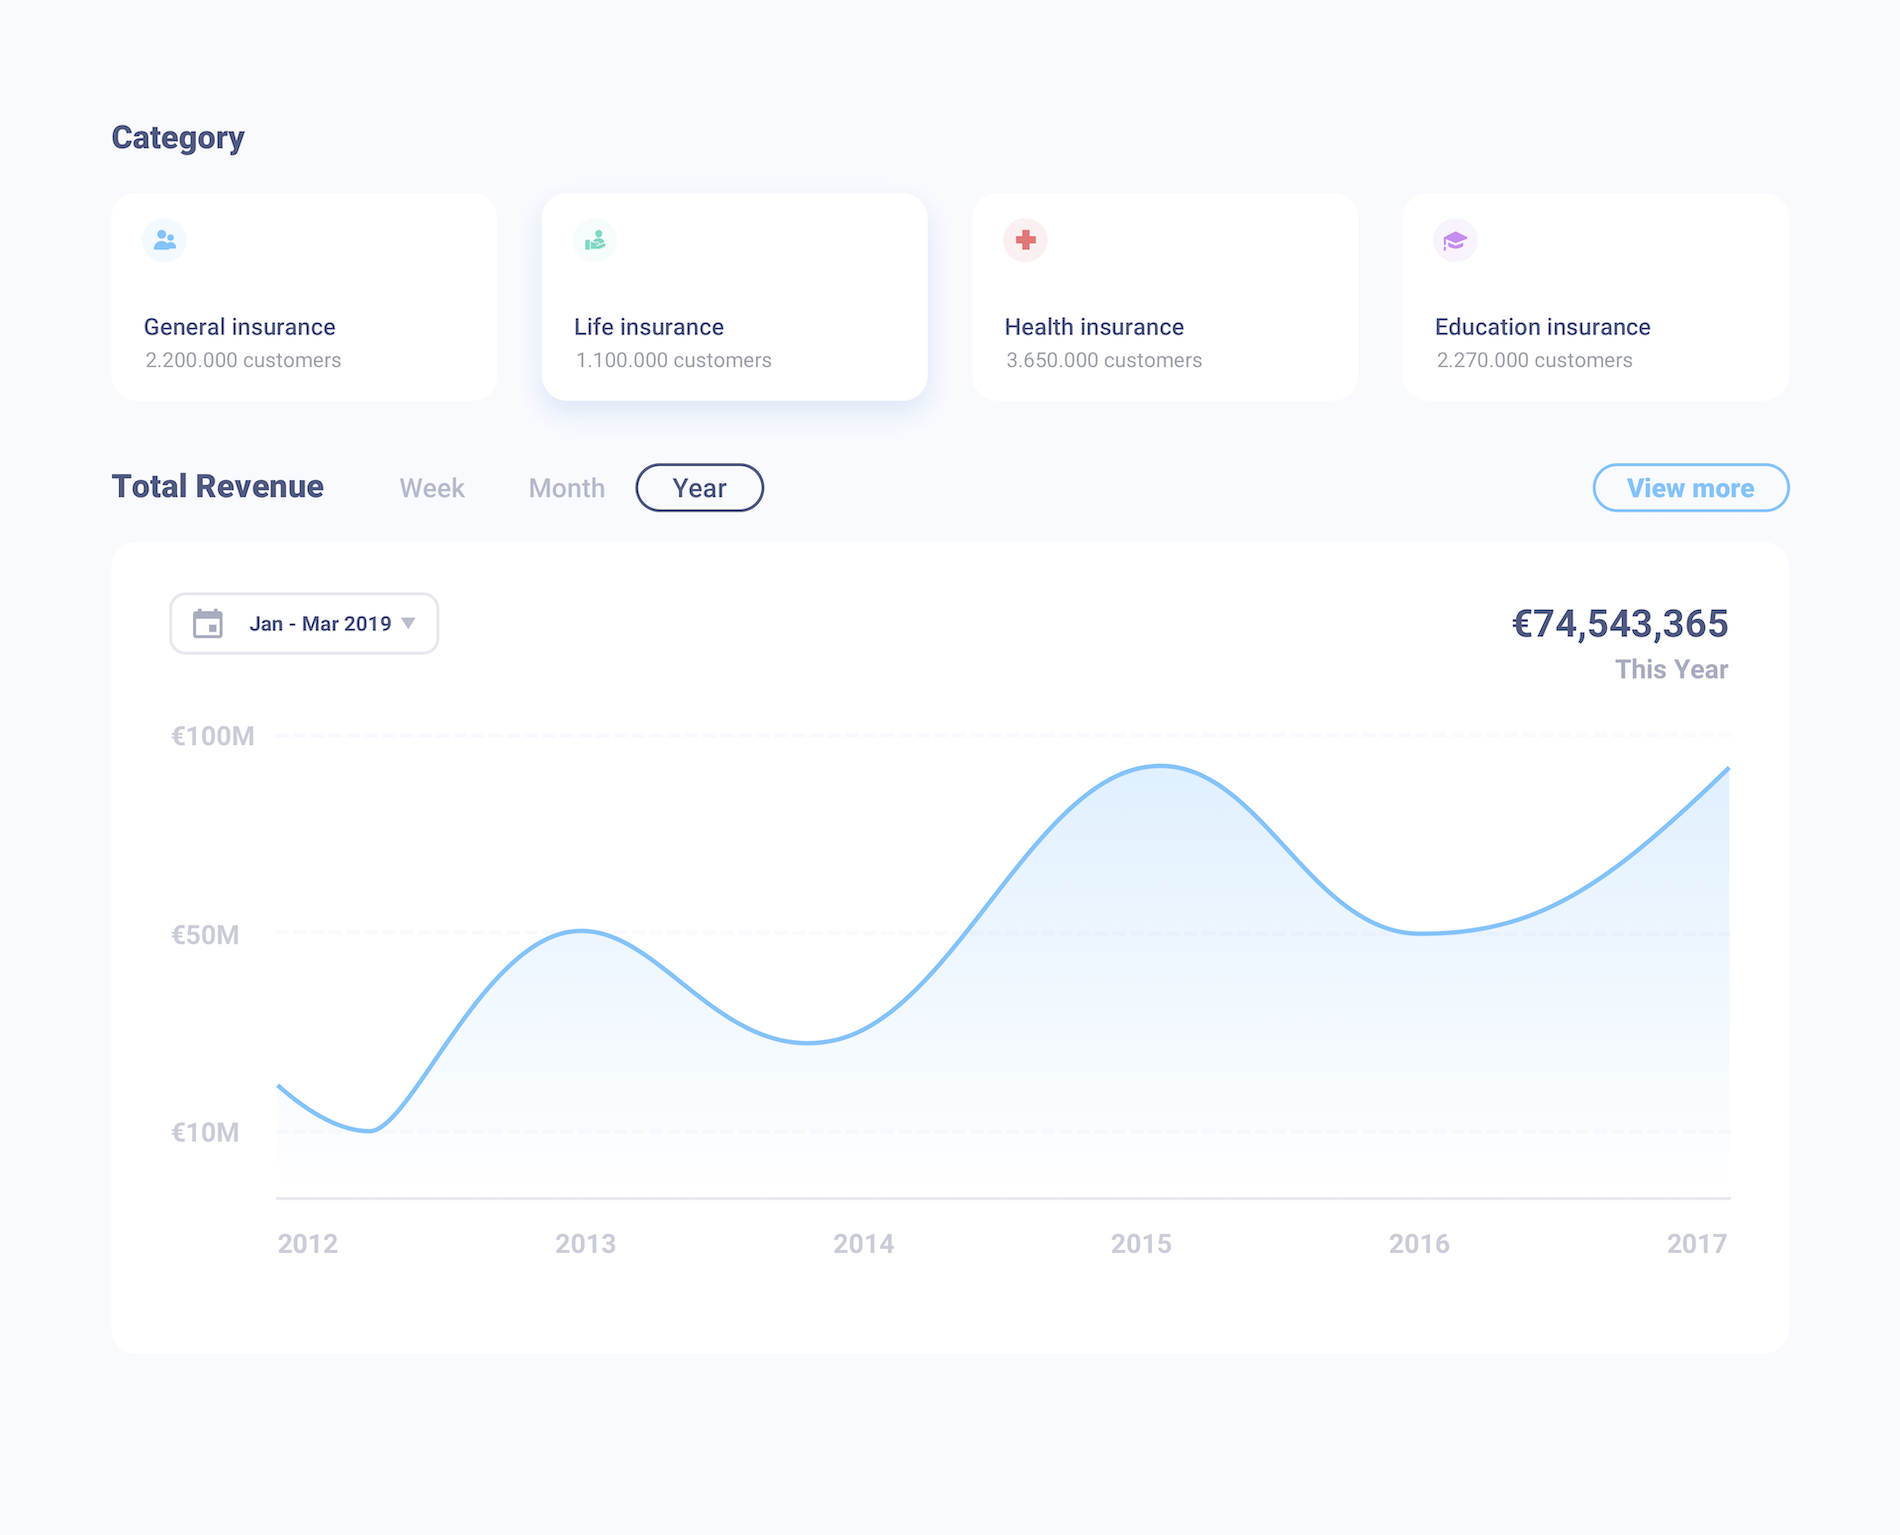 Category
General insurance
2.200.000 customers
Life insurance
1.100.000 customers
Health insurance
3.650.000 customers
Education insurance
2.270.000 customers
Total Revenue
Week
Month
Year
View more
Jan - Mar 2019
€74,543,365
This Year
€100M
€50M
€10M
2012
2013
2014
2015
2016
2017